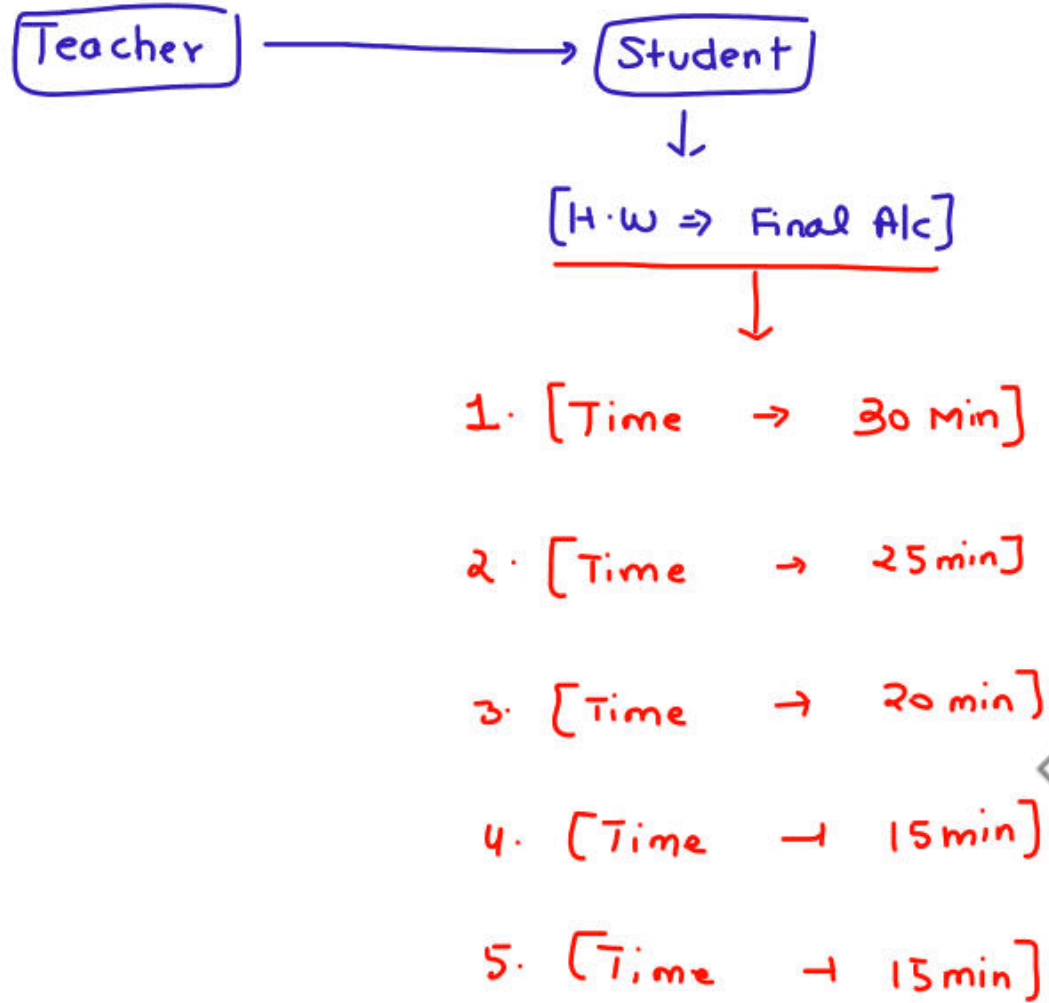 Teacher → Student
↓
[H.W ⇒ Final A/c]
↓
1. [Time → 30 Min]
2. [Time → 25 min]
3. [Time → 20 min]
4. [Time → 15 min]
5. [Time → 15 min]